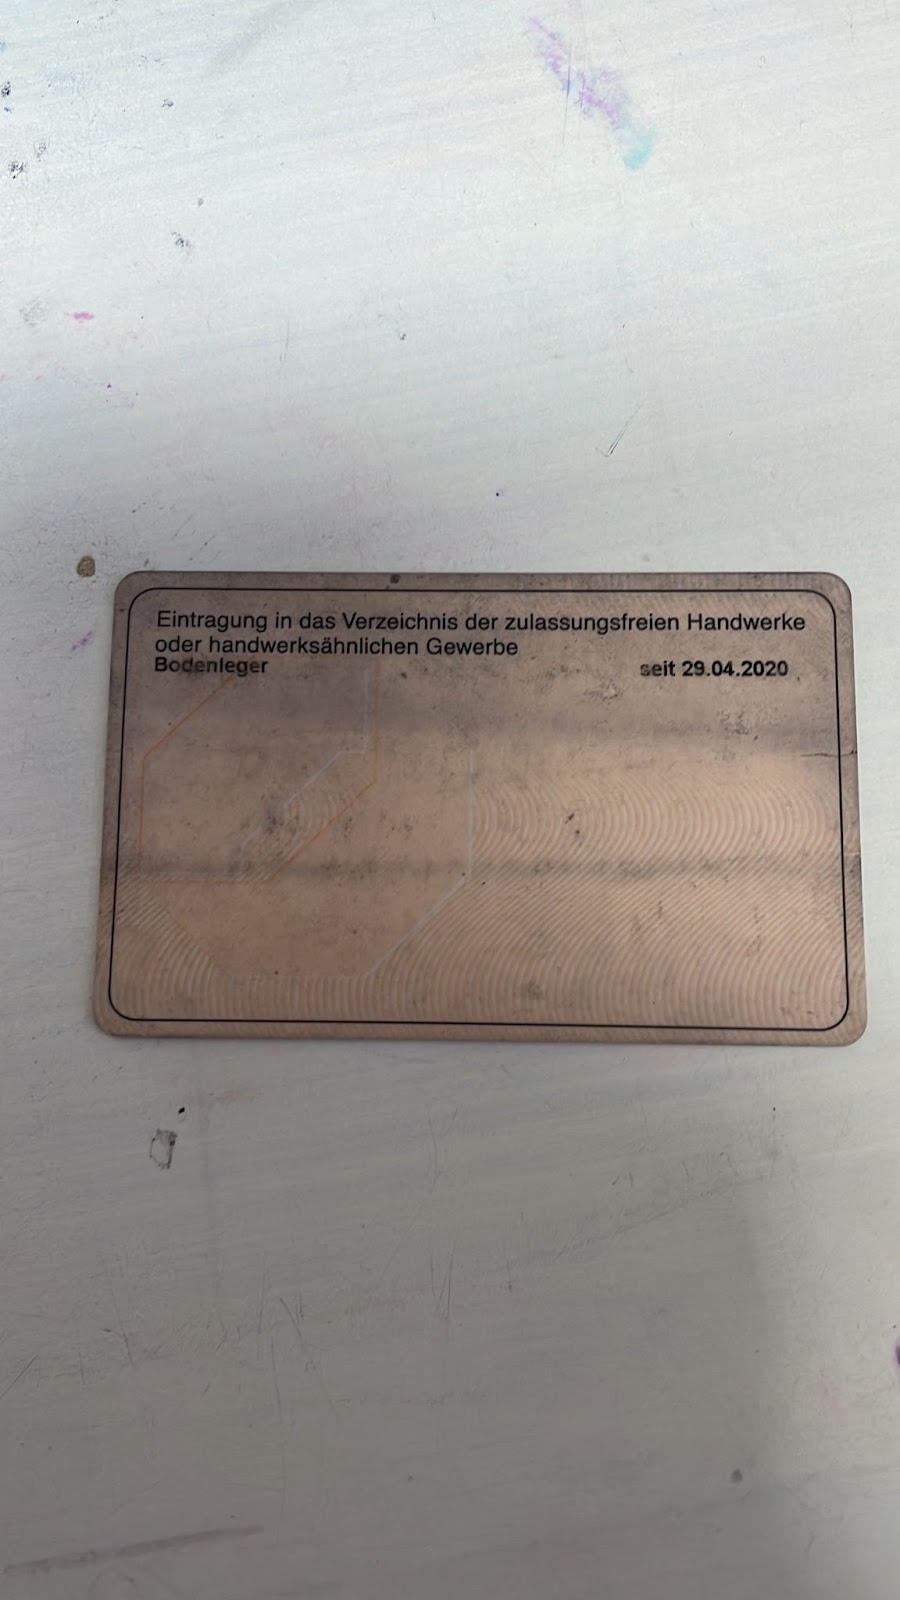 Eintragung in das Verzeichnis der zulassungsfreien Handwerke
oder handwerksähnlichen Gewerbe
Bodenleger seit 29.04.2020